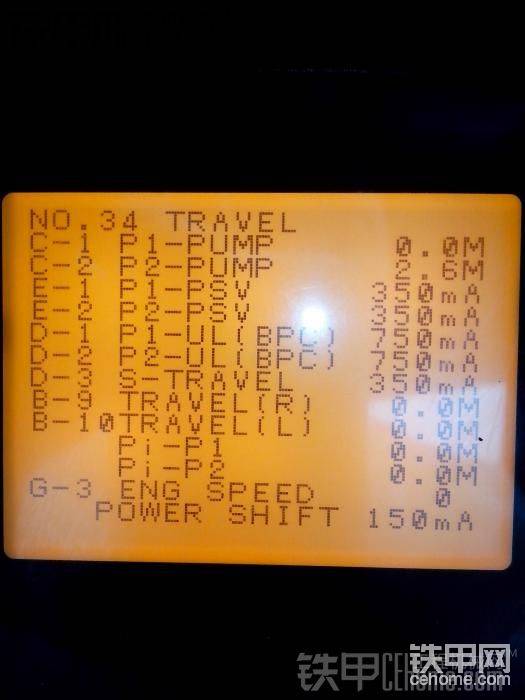 NO.34 TRAVEL
C-1 P1-PUMP 0.0M
C-2 P2-PUMP 2.6M
E-1 P1-PSV 350mA
E-2 P2-PSV 350mA
D-1 P1-UL(BPC) 750mA
D-2 P2-UL(BPC) 750mA
D-3 S-TRAVEL 350mA
B-9 TRAVEL(R) 0.0M
B-10TRAVEL(L) 0.0M
Pi-P1 0.0M
Pi-P2 0.0M
G-3 ENG SPEED 0
POWER SHIFT 150mA
铁甲网
cehome.com